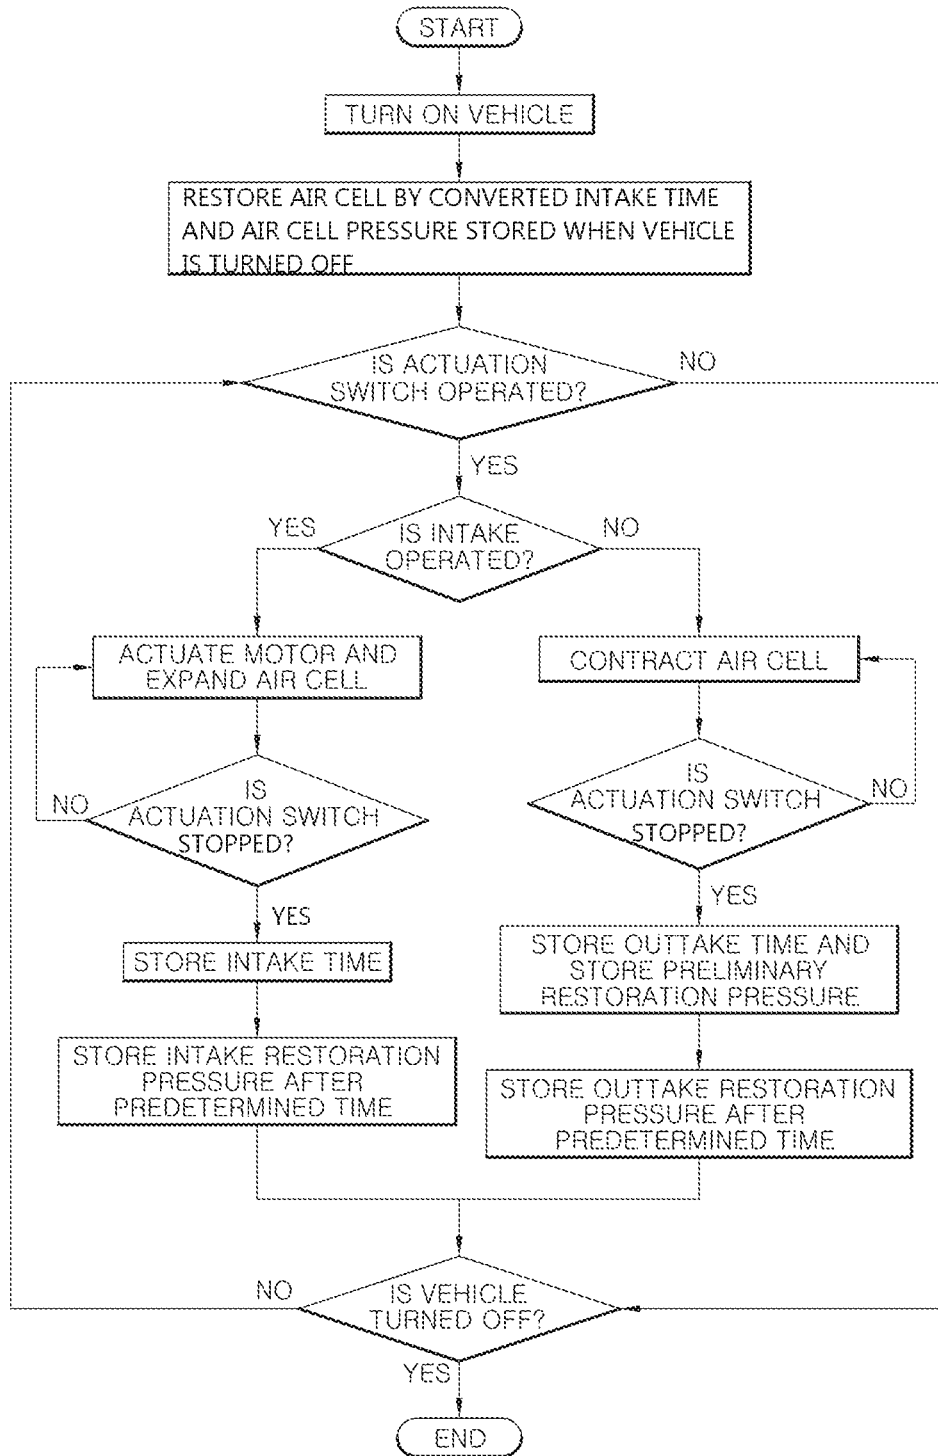 START
TURN ON VEHICLE
RESTORE AIR CELL BY CONVERTED INTAKE TIME
AND AIR CELL PRESSURE STORED WHEN VEHICLE
IS TURNED OFF
IS ACTUATION
SWITCH OPERATED?
NO
YES
IS INTAKE
OPERATED?
YES
NO
ACTUATE MOTOR AND
EXPAND AIR CELL
IS
ACTUATION SWITCH
STOPPED?
NO
YES
STORE INTAKE TIME
STORE INTAKE RESTORATION
PRESSURE AFTER
PREDETERMINED TIME
CONTRACT AIR CELL
IS
ACTUATION SWITCH
STOPPED?
NO
YES
STORE OUTTAKE TIME AND
STORE PRELIMINARY
RESTORATION PRESSURE
STORE OUTTAKE RESTORATION
PRESSURE AFTER
PREDETERMINED TIME
IS VEHICLE
TURNED OFF?
NO
YES
END